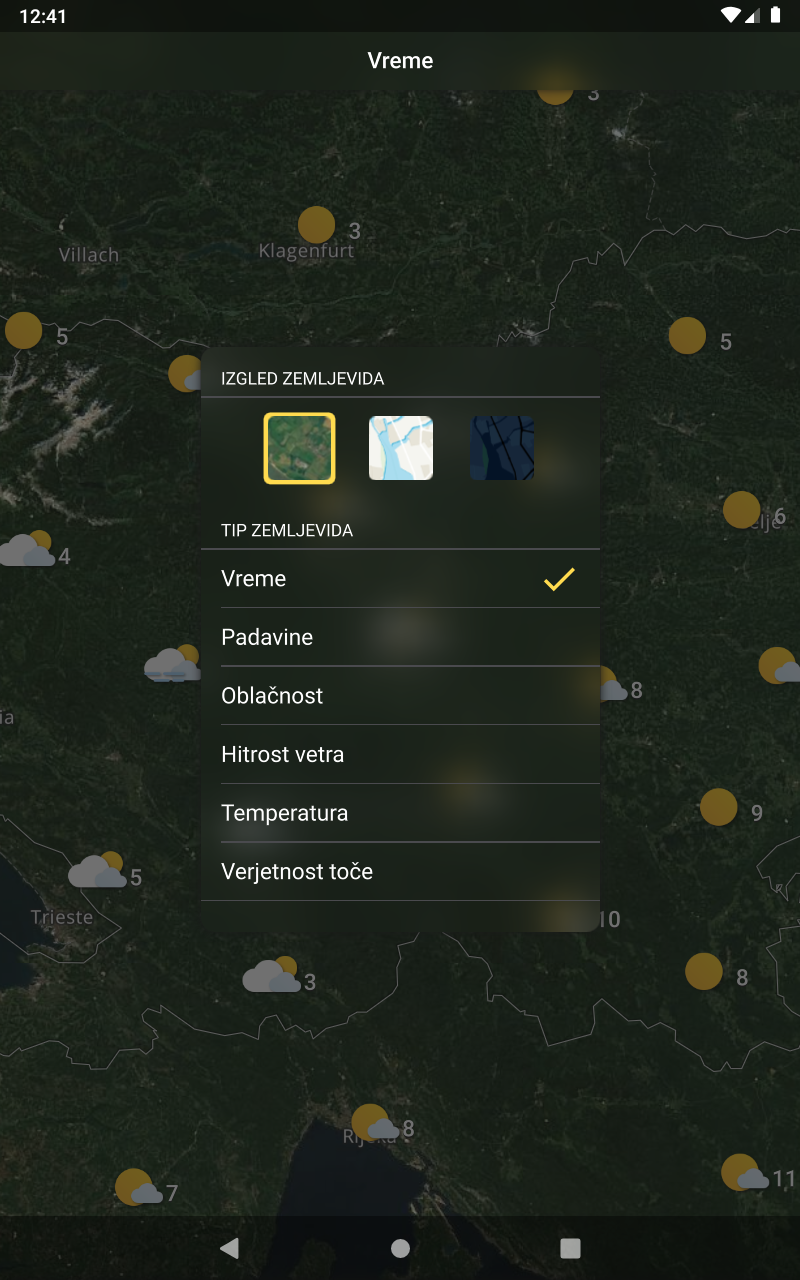 12:41
Vreme
3
3
Villach
Klagenfurt
5
5
IZGLED ZEMLJEVIDA
6
TIP ZEMLJEVIDA
4
Vreme
Padavine
8
Oblačnost
Hitrost vetra
9
Temperatura
Verjetnost toče
5
Trieste
10
3
8
8
7
11